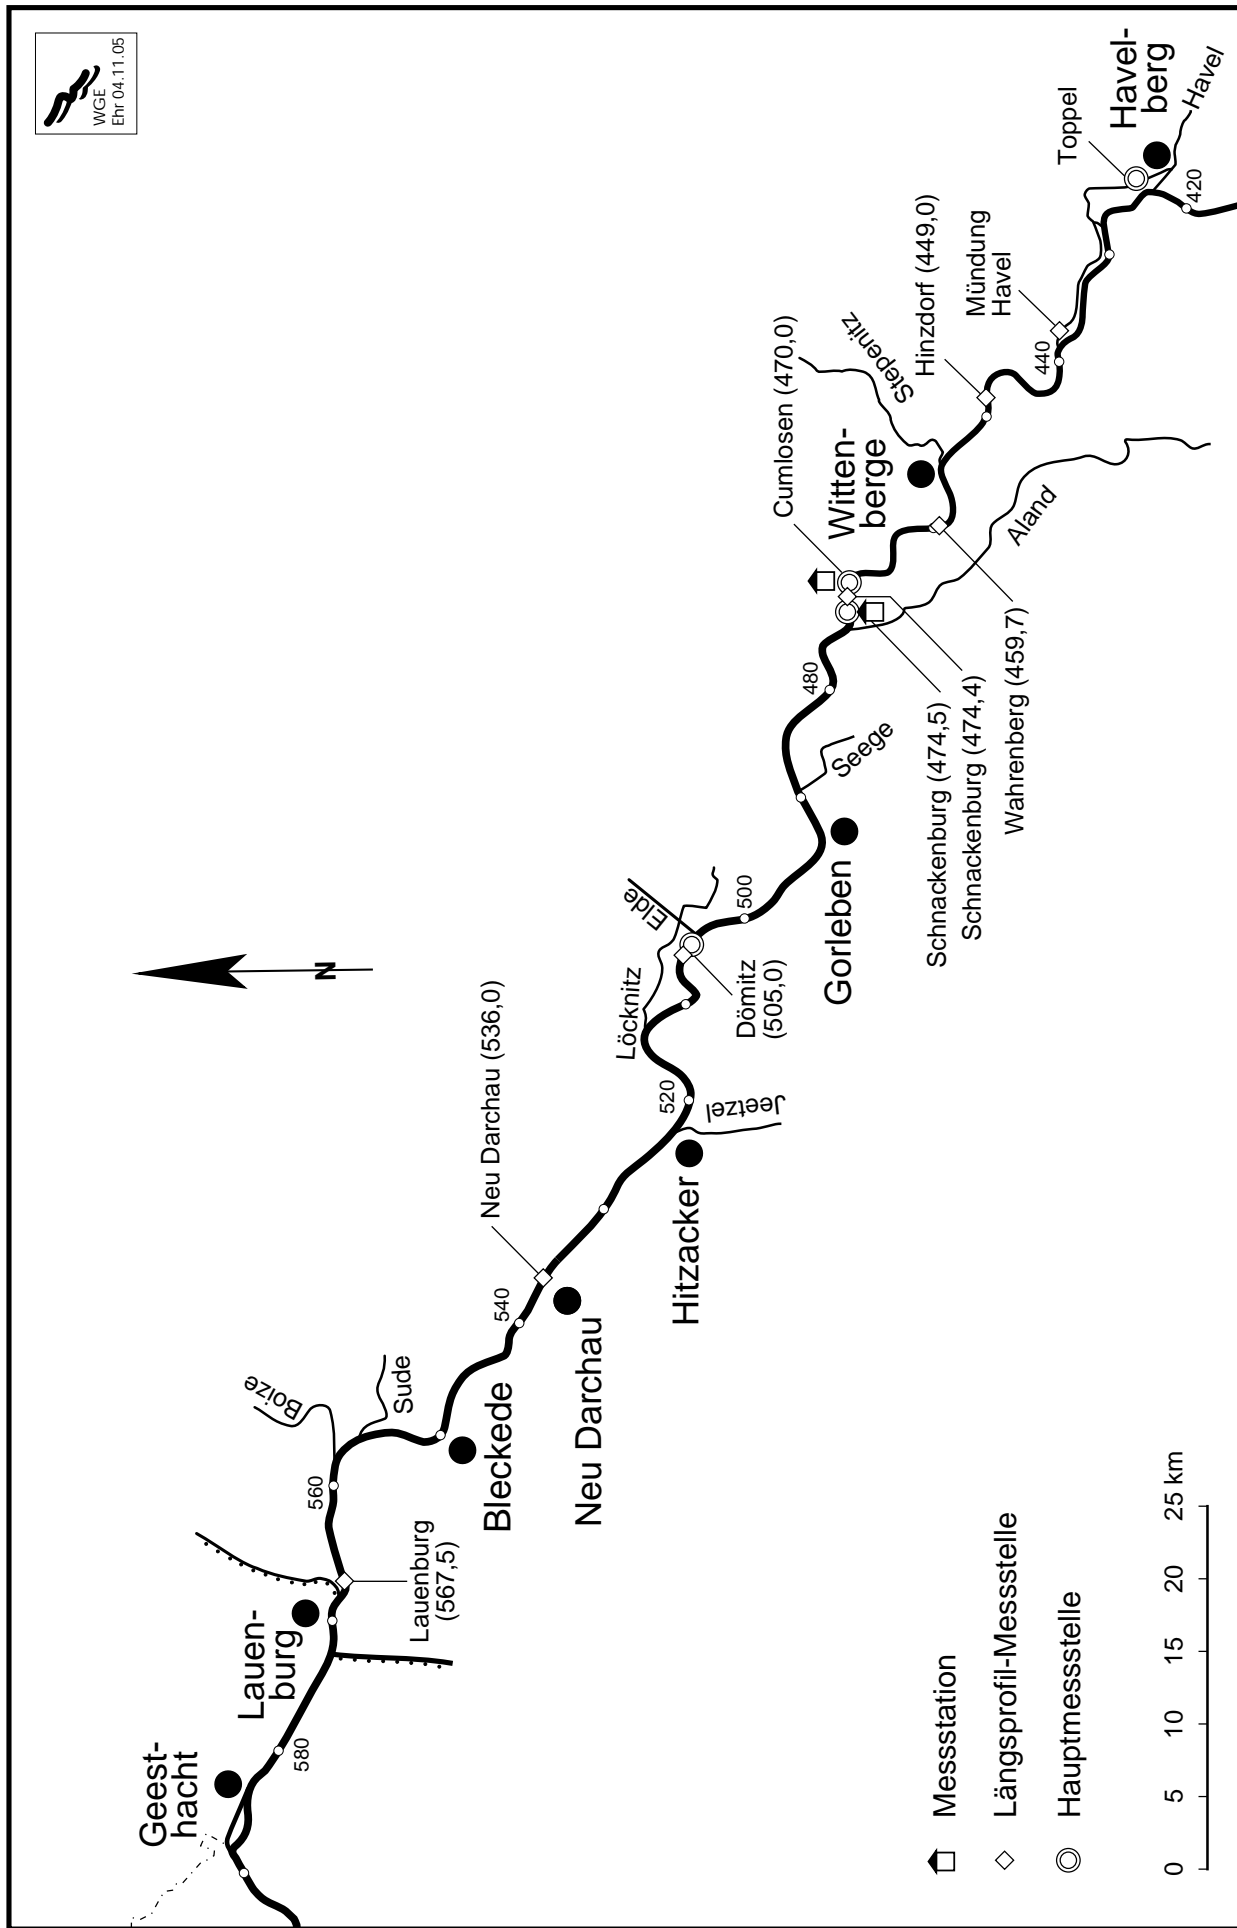 WGE
Ehr 04.11.05
Geest-
hacht
580
Lauen-
burg
Lauenburg
(567,5)
560
Boize
Sude
Bleckede
540
Neu Darchau
Neu Darchau (536,0)
Hitzacker
520
Jeetzel
Löcknitz
Elde
Dömitz
(505,0)
500
N
Gorleben
Seege
480
Schnackenburg (474,5)
Schnackenburg (474,4)
Wahrenberg (459,7)
Cumlosen (470,0)
Witten-
berge
Stepenitz
Aland
Hinzdorf (449,0)
440
Mündung
Havel
Toppel
Havel-
berg
Havel
420
Messstation
Längsprofil-Messstelle
Hauptmessstelle
0 5 10 15 20 25 km